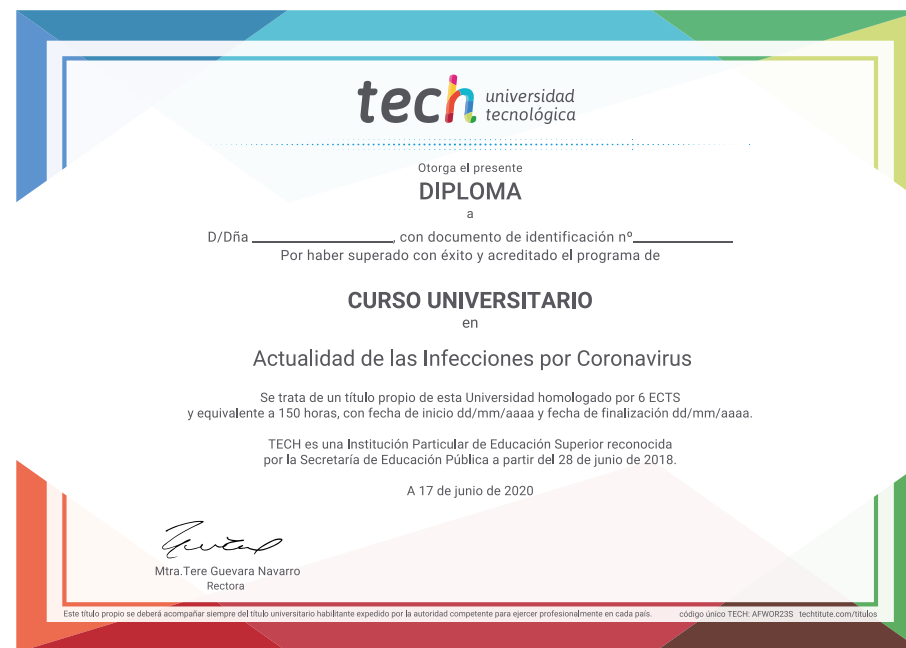 tech universidad
tecnológica
Otorga el presente
DIPLOMA
a
D/Dña ____________________, con documento de identificación nº______________
Por haber superado con éxito y acreditado el programa de
CURSO UNIVERSITARIO
en
Actualidad de las Infecciones por Coronavirus
Se trata de un título propio de esta Universidad homologado por 6 ECTS
y equivalente a 150 horas, con fecha de inicio dd/mm/aaaa y fecha de finalización dd/mm/aaaa.
TECH es una Institución Particular de Educación Superior reconocida
por la Secretaría de Educación Pública a partir del 28 de junio de 2018.
A 17 de junio de 2020
Mtra.Tere Guevara Navarro
Rectora
Este título propio se deberá acompañar siempre del título universitario habilitante expedido por la autoridad competente para ejercer profesionalmente en cada país. código único TECH: AFWOR23S techtitute.com/titulos